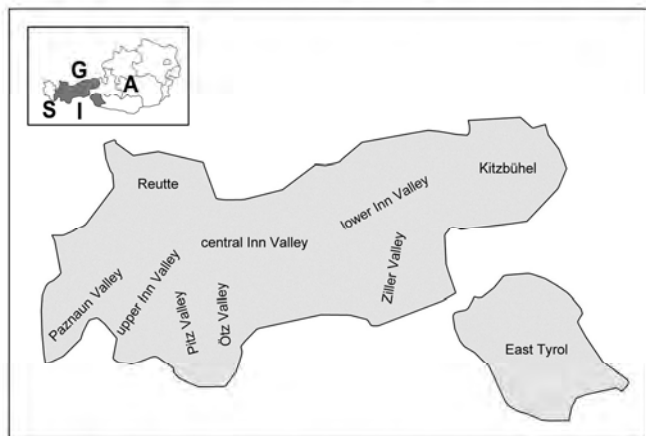 G
A
S
I
Reutte
Kitzbühel
lower Inn Valley
central Inn Valley
Ziller Valley
Paznaun Valley
upper Inn Valley
Pitz Valley
Ötz Valley
East Tyrol